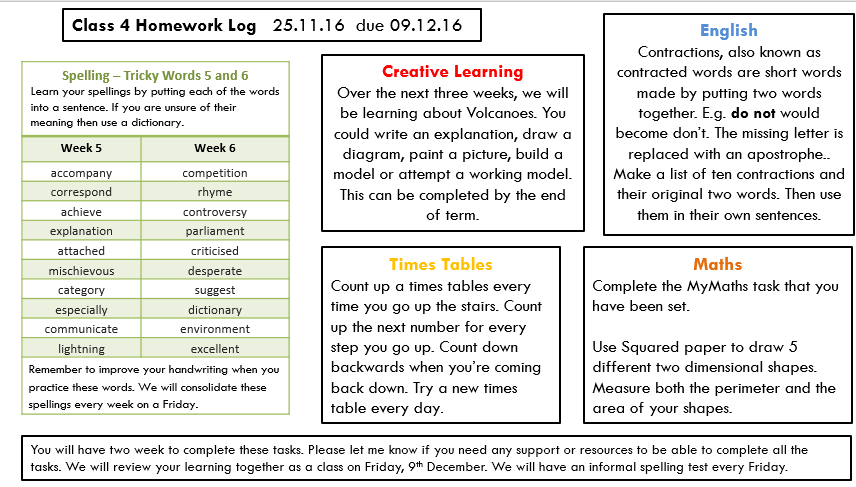 Class 4 Homework Log   25.11.16  due 09.12.16
Spelling – Tricky Words 5 and 6
Learn your spellings by putting each of the words
into a sentence. If you are unsure of their
meaning then use a dictionary.
Week 5 Week 6
accompany competition
correspond rhyme
achieve controversy
explanation parliament
attached criticised
mischievous desperate
category suggest
especially dictionary
communicate environment
lightning excellent
Remember to improve your handwriting when you
practice these words. We will consolidate these
spellings every week on a Friday.
Creative Learning
Over the next three weeks, we will
be learning about Volcanoes. You
could write an explanation, draw a
diagram, paint a picture, build a
model or attempt a working model.
This can be completed by the end
of term.
English
Contractions, also known as
contracted words are short words
made by putting two words
together. E.g. do not would
become don't. The missing letter is
replaced with an apostrophe..
Make a list of ten contractions and
their original two words. Then use
them in their own sentences.
Times Tables
Count up a times tables every
time you go up the stairs. Count
up the next number for every
step you go up. Count down
backwards when you're coming
back down. Try a new times
table every day.
Maths
Complete the MyMaths task that you
have been set.
Use Squared paper to draw 5
different two dimensional shapes.
Measure both the perimeter and the
area of your shapes.
You will have two week to complete these tasks. Please let me know if you need any support or resources to be able to complete all the
tasks. We will review your learning together as a class on Friday, 9th December. We will have an informal spelling test every Friday.